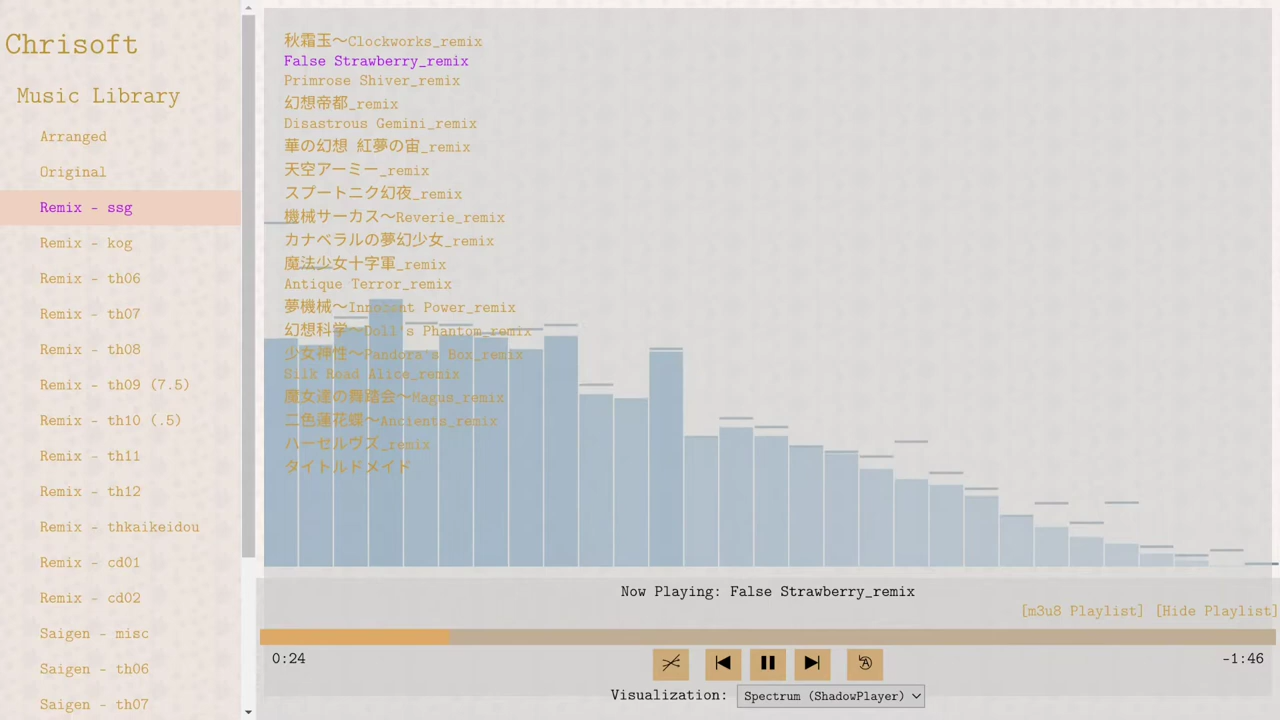 Chrisoft
Music Library
Arranged
Original
Remix - ssg
Remix - kog
Remix - th06
Remix - th07
Remix - th08
Remix - th09 (7.5)
Remix - th10 (.5)
Remix - th11
Remix - th12
Remix - thkaikeidou
Remix - cd01
Remix - cd02
Saigen - misc
Saigen - th06
Saigen - th07
秋霜玉～Clockworks_remix
False Strawberry_remix
Primrose Shiver_remix
幻想帝都_remix
Disastrous Gemini_remix
華の幻想 紅夢の宙_remix
天空アーミー_remix
スプートニク幻夜_remix
機械サーカス～Reverie_remix
カナベラルの夢幻少女_remix
魔法少女十字軍_remix
Antique Terror_remix
夢機械～Innocent Power_remix
幻想科学～Doll's Phantom_remix
少女神性～Pandora's Box_remix
Silk Road Alice_remix
魔女達の舞踏会～Magus_remix
二色蓮花蝶～Ancients_remix
ハーセルヴズ_remix
タイトルドメイド
Now Playing: False Strawberry_remix
[m3u8 Playlist] [Hide Playlist]
0:24
-1:46
Visualization: Spectrum (ShadowPlayer)